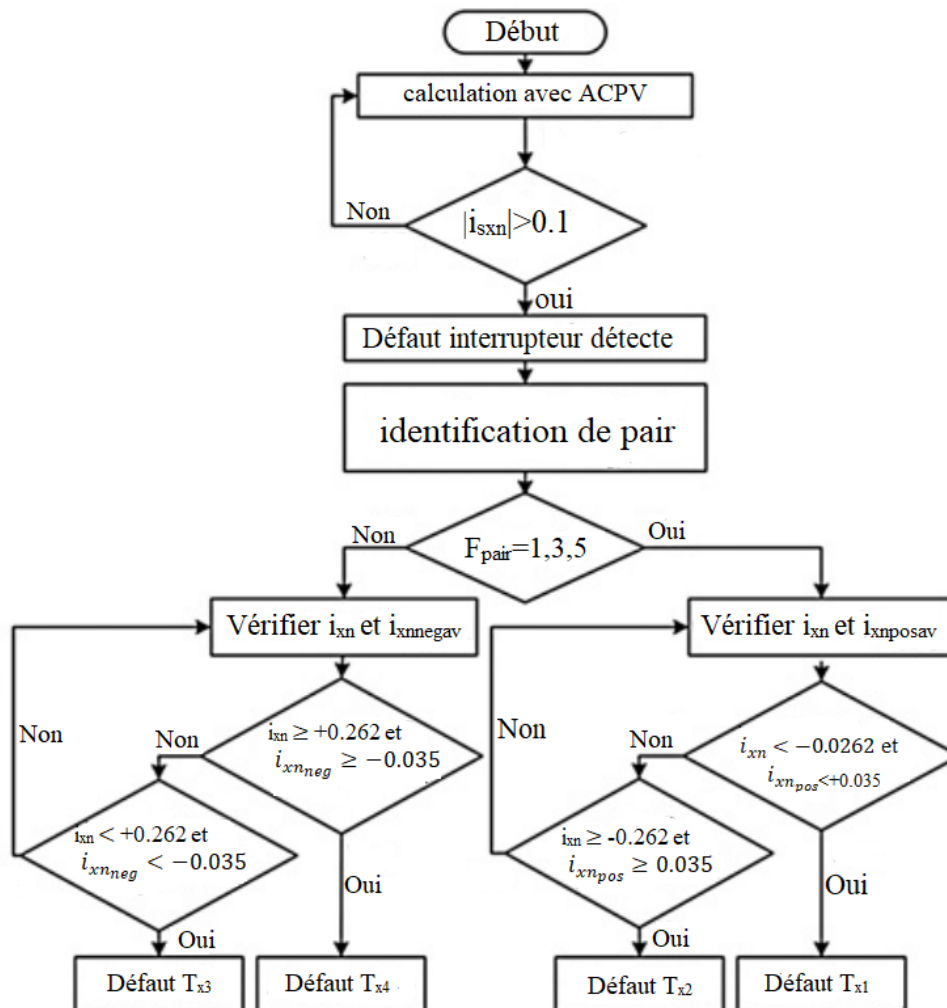 Début
calculation avec ACPV
Non
|isxn|>0.1
oui
Défaut interrupteur détecte
identification de pair
Non
Fpair=1,3,5
Oui
Vérifier ixn et ixnnegav
Vérifier ixn et ixnposav
Non
Non
ixn ≥ +0.262 et
ixnneg ≥ −0.035
Non
Non
ixn < −0.0262 et
ixnpos<+0.035
ixn < +0.262 et
ixnneg < −0.035
ixn ≥ -0.262 et
ixnpos ≥ 0.035
Oui
Oui
Oui
Oui
Défaut Tx3
Défaut Tx4
Défaut Tx2
Défaut Tx1